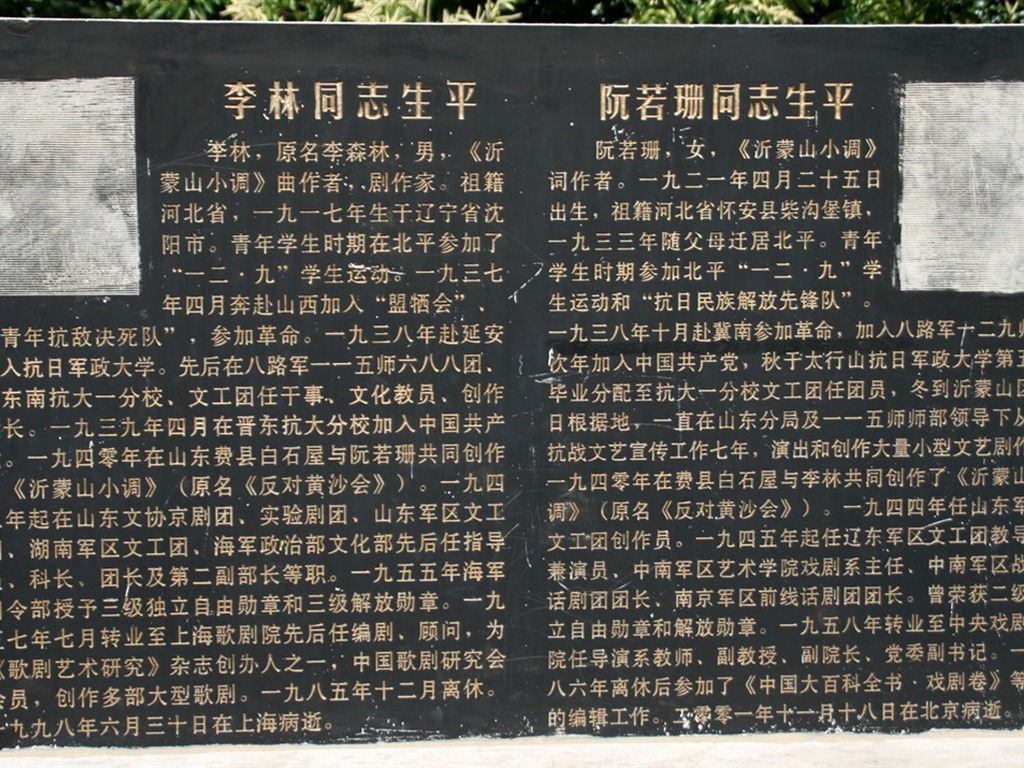 李林同志生平
李林，原名李森林，男，《沂
蒙山小调》曲作者，剧作家。祖籍
河北省，一九一七年生于辽宁省沈
阳市。青年学生时期在北平参加了
“一二·九”学生运动。一九三七
年四月奔赴山西加入“盟牺会”、
青年抗敌决死队”，参加革命。一九三八年赴延安
入抗日军政大学。先后在八路军一一五师六八八团、
东南抗大一分校、文工团任干事、文化教员、创作
长。一九三九年四月在晋东抗大分校加入中国共产
。一九四零年在山东费县白石屋与阮若珊共同创作
《沂蒙山小调》（原名《反对黄沙会》）。一九四
年起在山东文协京剧团、实验剧团、山东军区文工
、湖南军区文工团、海军政治部文化部先后任指导
、科长、团长及第二副部长等职。一九五五年海军
令部授予三级独立自由勋章和三级解放勋章。一九
七年七月转业至上海歌剧院先后任编剧、顾问，为
《歌剧艺术研究》杂志创办人之一，中国歌剧研究会
会员，创作多部大型歌剧。一九八五年十二月离休。
一九九八年六月三十日在上海病逝。
阮若珊同志生平
阮若珊，女，《沂蒙山小调》
词作者。一九二一年四月二十五日
出生，祖籍河北省怀安县柴沟堡镇，
一九三三年随父母迁居北平。青年
学生时期参加北平“一二·九”学
生运动和“抗日民族解放先锋队”。
一九三八年十月赴冀南参加革命，加入八路军一二九师
次年加入中国共产党，秋于太行山抗日军政大学第五
毕业分配至抗大一分校文工团任团员，冬到沂蒙山区
日根据地，一直在山东分局及一一五师师部领导下从
抗战文艺宣传工作七年，演出和创作大量小型文艺剧作
一九四零年在费县白石屋与李林共同创作了《沂蒙山
调》（原名《反对黄沙会》）。一九四四年任山东军
文工团创作员。一九四五年起任辽东军区文工团教导
兼演员、中南军区艺术学院戏剧系主任、中南军区战
话剧团团长、南京军区前线话剧团团长。曾荣获二级
立自由勋章和解放勋章。一九五八年转业至中央戏剧
院任导演系教师、副教授、副院长、党委副书记。一
八六年离休后参加了《中国大百科全书·戏剧卷》等
的编辑工作。二零零一年十一月十八日在北京病逝。